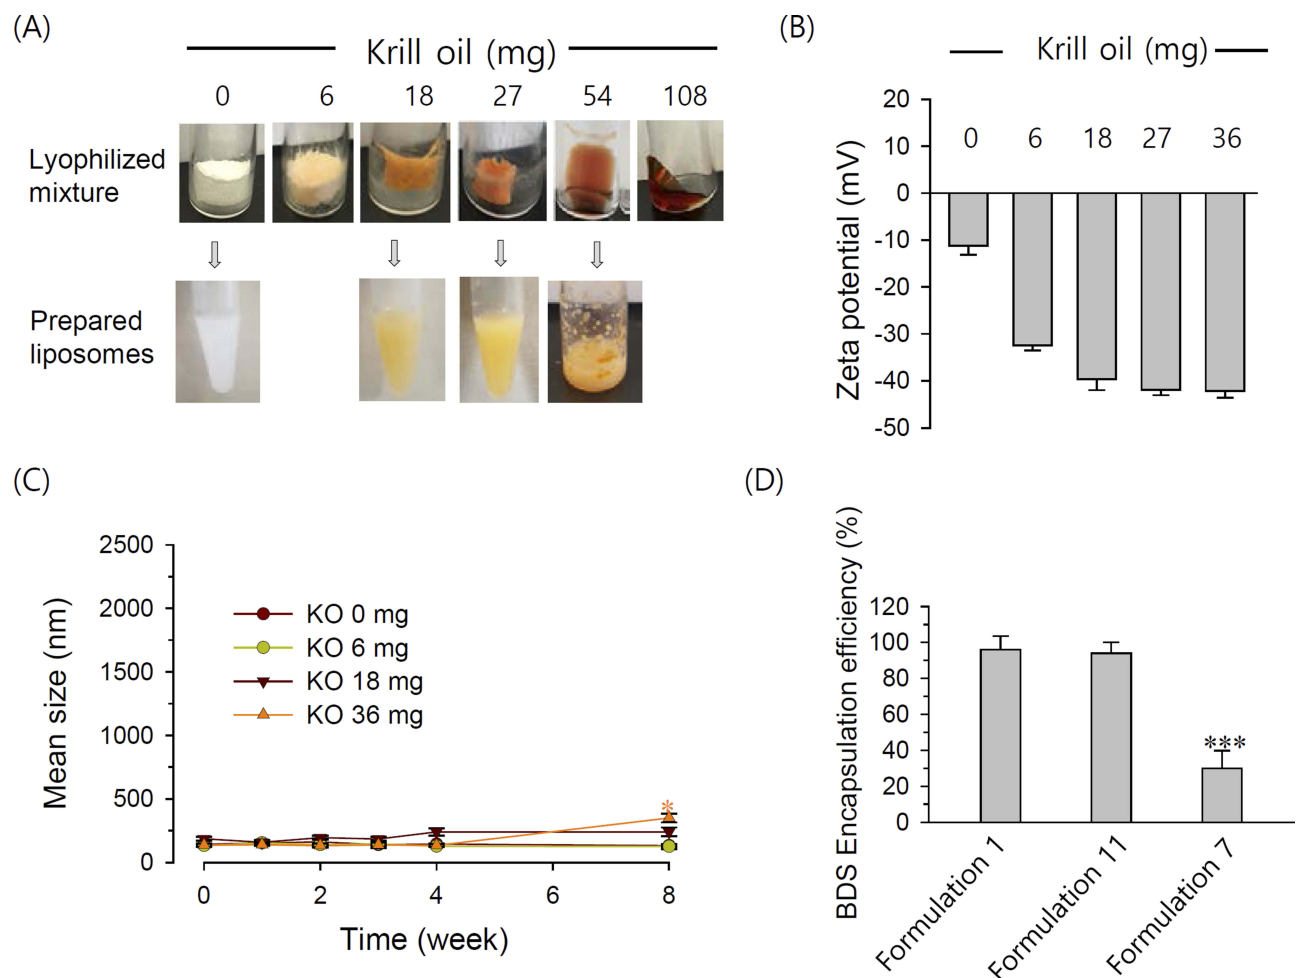 (A)
Krill oil (mg)
0 6 18 27 54 108
Lyophilized
mixture
Prepared
liposomes
(B)
Krill oil (mg)
0 6 18 27 36
20
10
0
-10
-20
-30
-40
-50
Zeta potential (mV)
(C)
2500
2000
1500
1000
500
0
Mean size (nm)
KO 0 mg
KO 6 mg
KO 18 mg
KO 36 mg
*
0 2 4 6 8
Time (week)
(D)
BDS Encapsulation efficiency (%)
120
100
80
60
40
20
0
***
Formulation 1
Formulation 11
Formulation 7